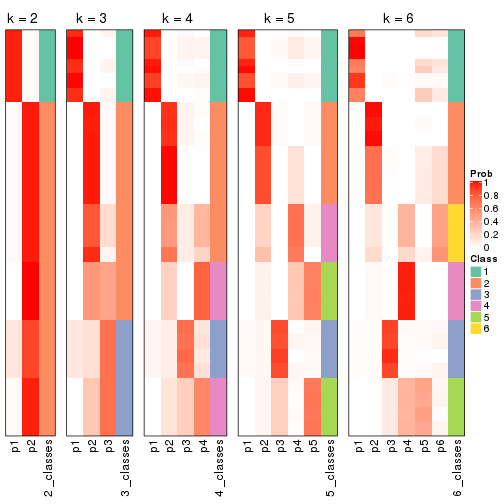 k = 2
k = 3
k = 4
k = 5
k = 6
p1
p2
2_classes
p1
p2
p3
3_classes
p1
p2
p3
p4
4_classes
p1
p2
p3
p4
p5
5_classes
p1
p2
p3
p4
p5
p6
6_classes
Prob
1
0.8
0.6
0.4
0.2
0
Class
1
2
3
4
5
6